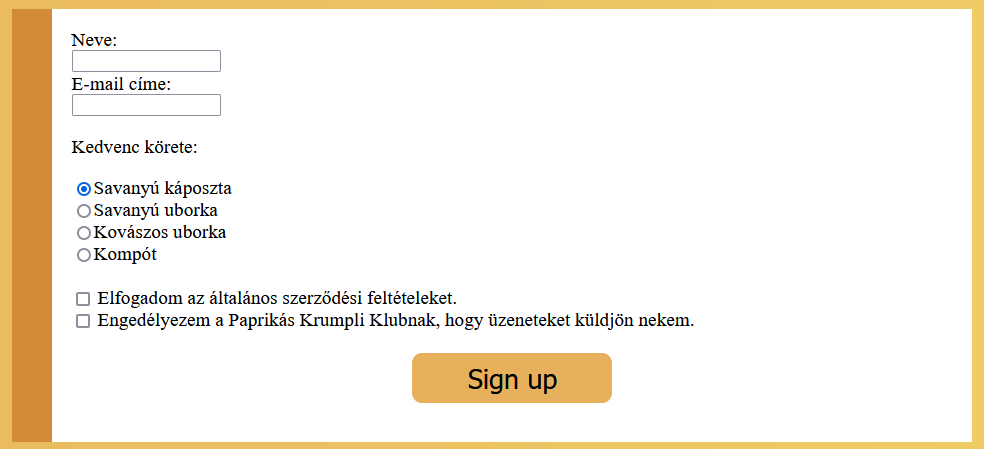 Neve:
E-mail címe:
Kedvenc körete:
Savanyú káposzta
Savanyú uborka
Kovászos uborka
Kompót
Elfogadom az általános szerződési feltételeket.
Engedélyezem a Paprikás Krumpli Klubnak, hogy üzeneteket küldjön nekem.
Sign up